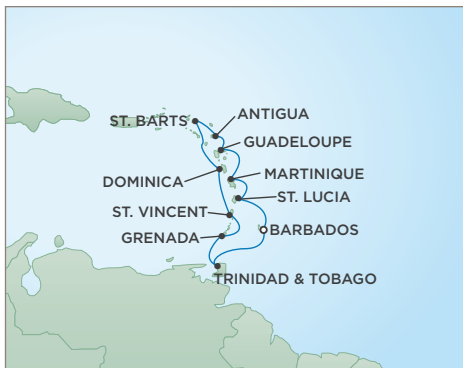 ST. BARTS
ANTIGUA
GUADELOUPE
MARTINIQUE
DOMINICA
ST. LUCIA
ST. VINCENT
BARBADOS
GRENADA
TRINIDAD & TOBAGO